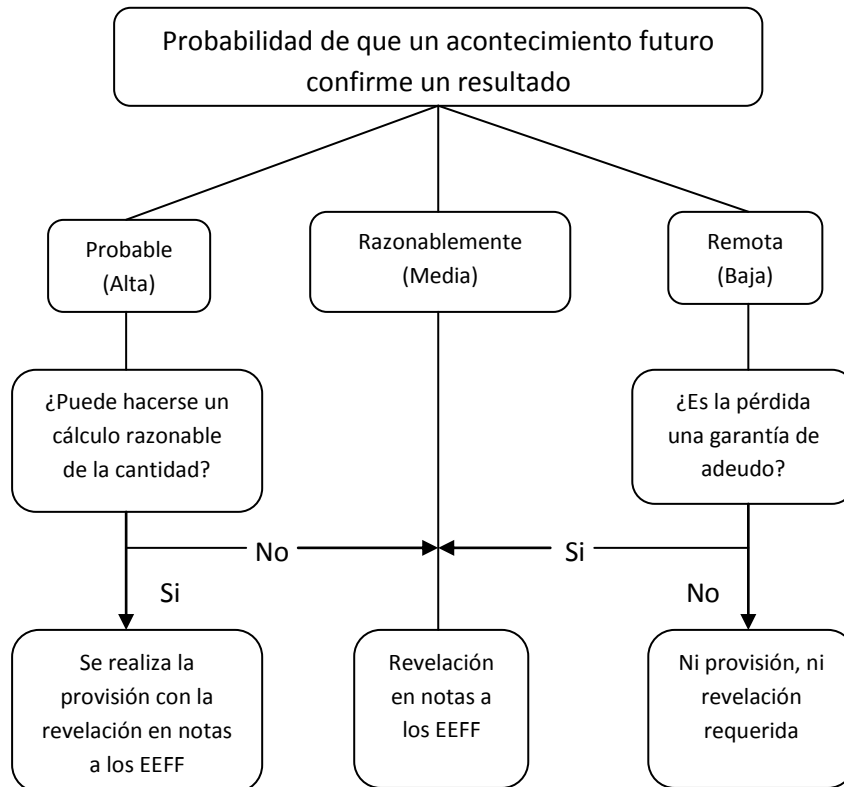 Probabilidad de que un acontecimiento futuro
confirme un resultado
Probable
(Alta)
Razonablemente
(Media)
Remota
(Baja)
¿Puede hacerse un
cálculo razonable
de la cantidad?
¿Es la pérdida
una garantía de
adeudo?
No
Si
Si
No
Se realiza la
provisión con la
revelación en notas
a los EEFF
Revelación
en notas a
los EEFF
Ni provisión, ni
revelación
requerida